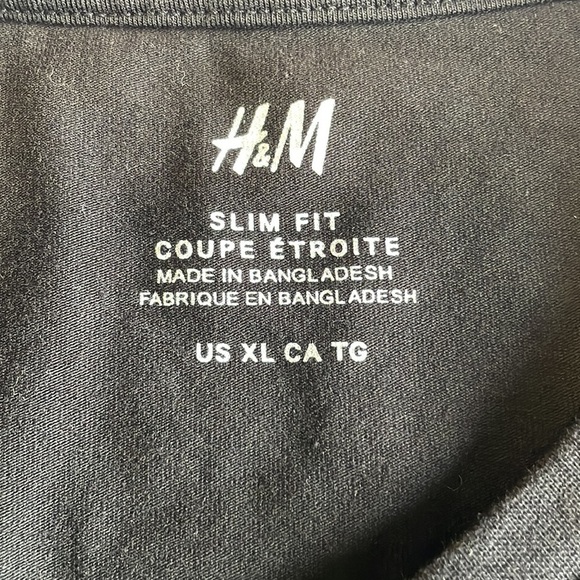 H&M
SLIM FIT
COUPE ÉTROITE
MADE IN BANGLADESH
FABRIQUE EN BANGLADESH
US XL CA TG